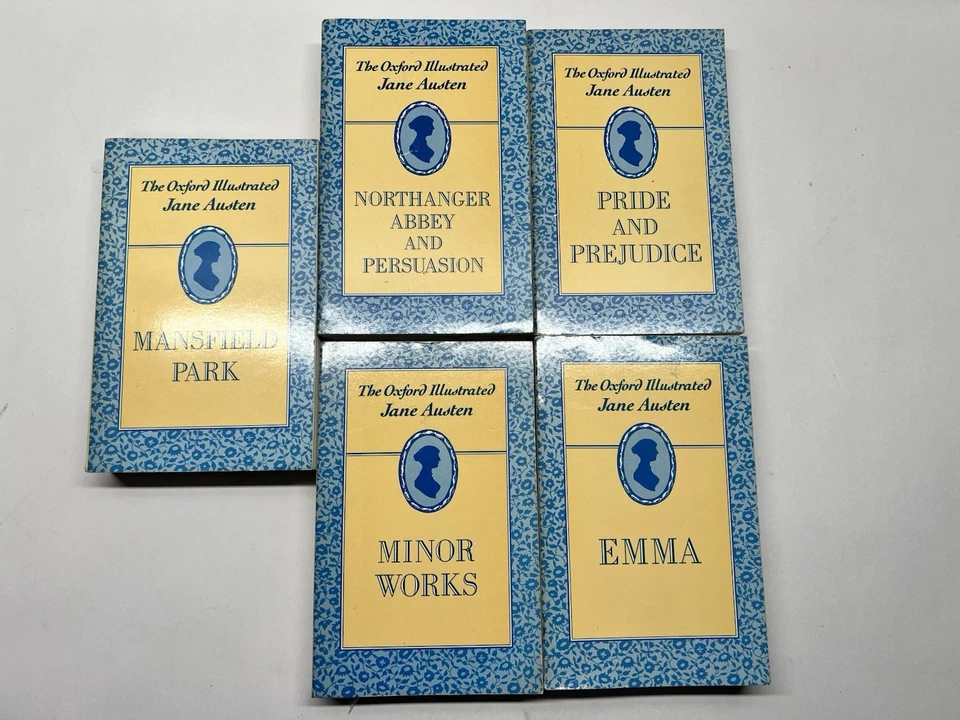 The Oxford Illustrated
Jane Austen
MANSFIELD
PARK
The Oxford Illustrated
Jane Austen
NORTHANGER
ABBEY
AND
PERSUASION
The Oxford Illustrated
Jane Austen
PRIDE
AND
PREJUDICE
The Oxford Illustrated
Jane Austen
MINOR
WORKS
The Oxford Illustrated
Jane Austen
EMMA